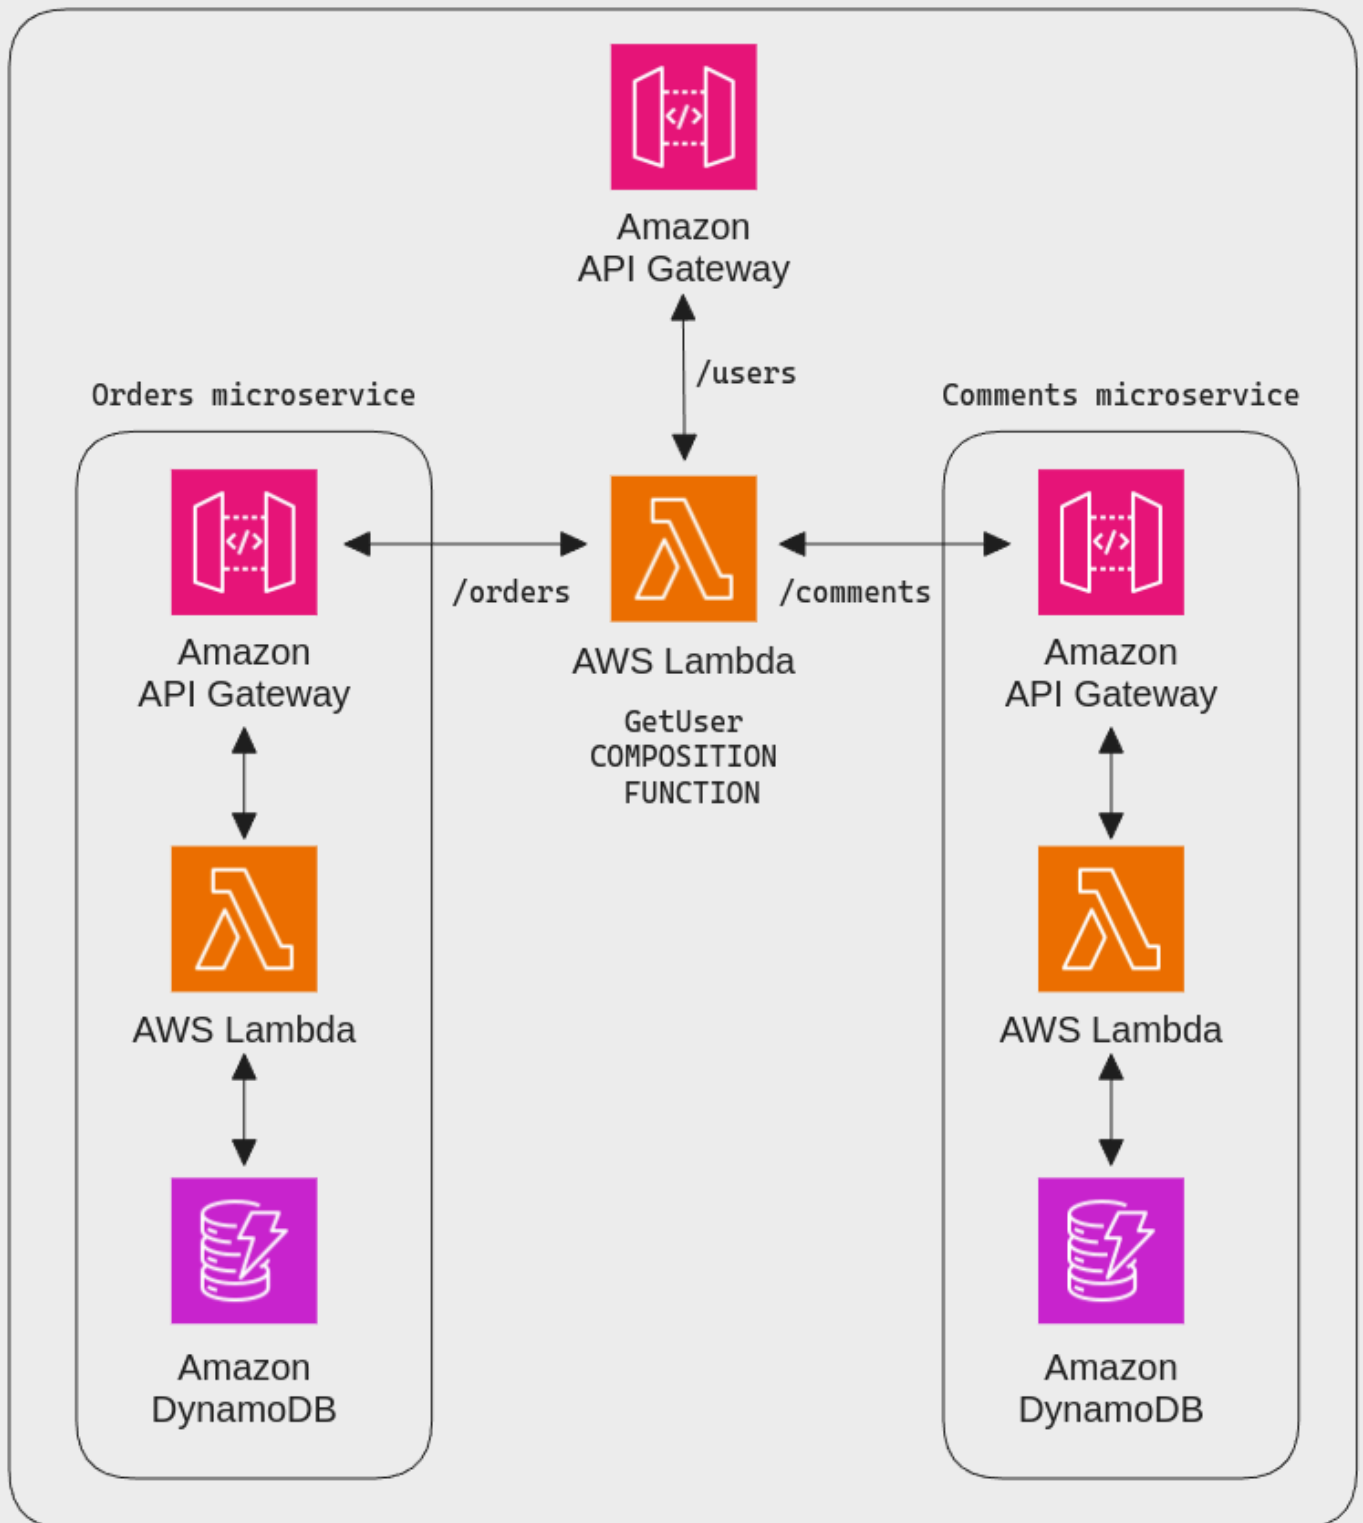 </>
Amazon
API Gateway
/users
Orders microservice
Comments microservice
</>
</>
/orders
/comments
Amazon
API Gateway
AWS Lambda
Amazon
API Gateway
GetUser
COMPOSITION
FUNCTION
AWS Lambda
AWS Lambda
Amazon
DynamoDB
Amazon
DynamoDB